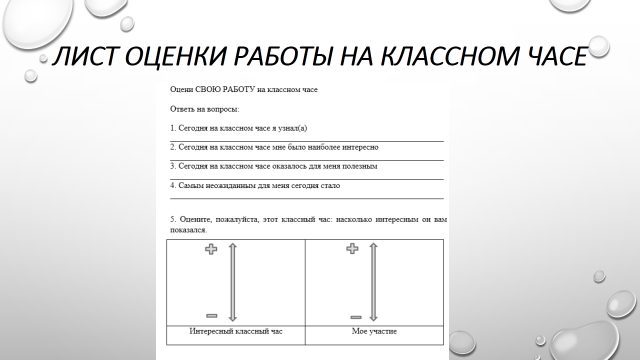 ЛИСТ ОЦЕНКИ РАБОТЫ НА КЛАССНОМ ЧАСЕ
Оцени СВОЮ РАБОТУ на классном часе
Ответь на вопросы:
1. Сегодня на классном часе я узнал(а)
2. Сегодня на классном часе мне было наиболее интересно
3. Сегодня на классном часе оказалось для меня полезным
4. Самым неожиданным для меня сегодня стало
5. Оцените, пожалуйста, этот классный час: насколько интересным он вам
показался.
Интересный классный час
Мое участие